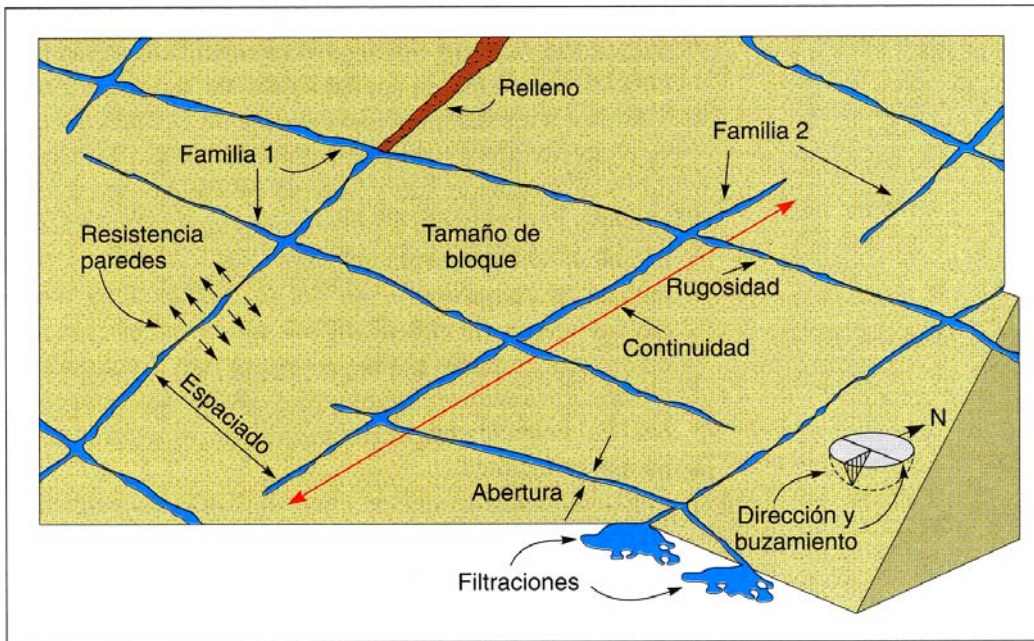 Relleno
Familia 2
Familia 1
Resistencia
paredes
Tamaño de
bloque
Rugosidad
Continuidad
Espaciado
N
Abertura
Dirección y
buzamiento
Filtraciones